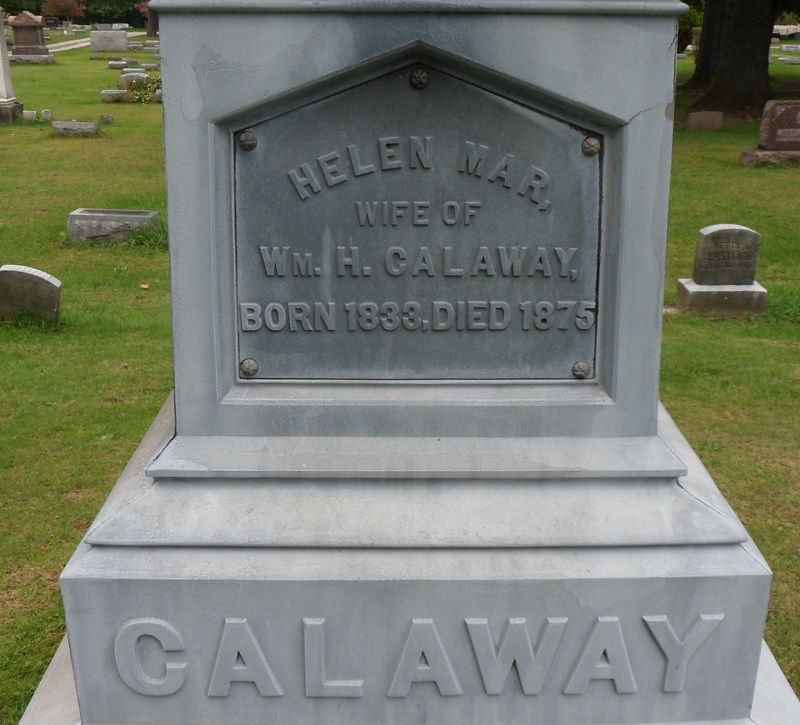 HELEN MAR,
WIFE OF
WM. H. CALAWAY,
BORN 1833, DIED 1875
CALAWAY